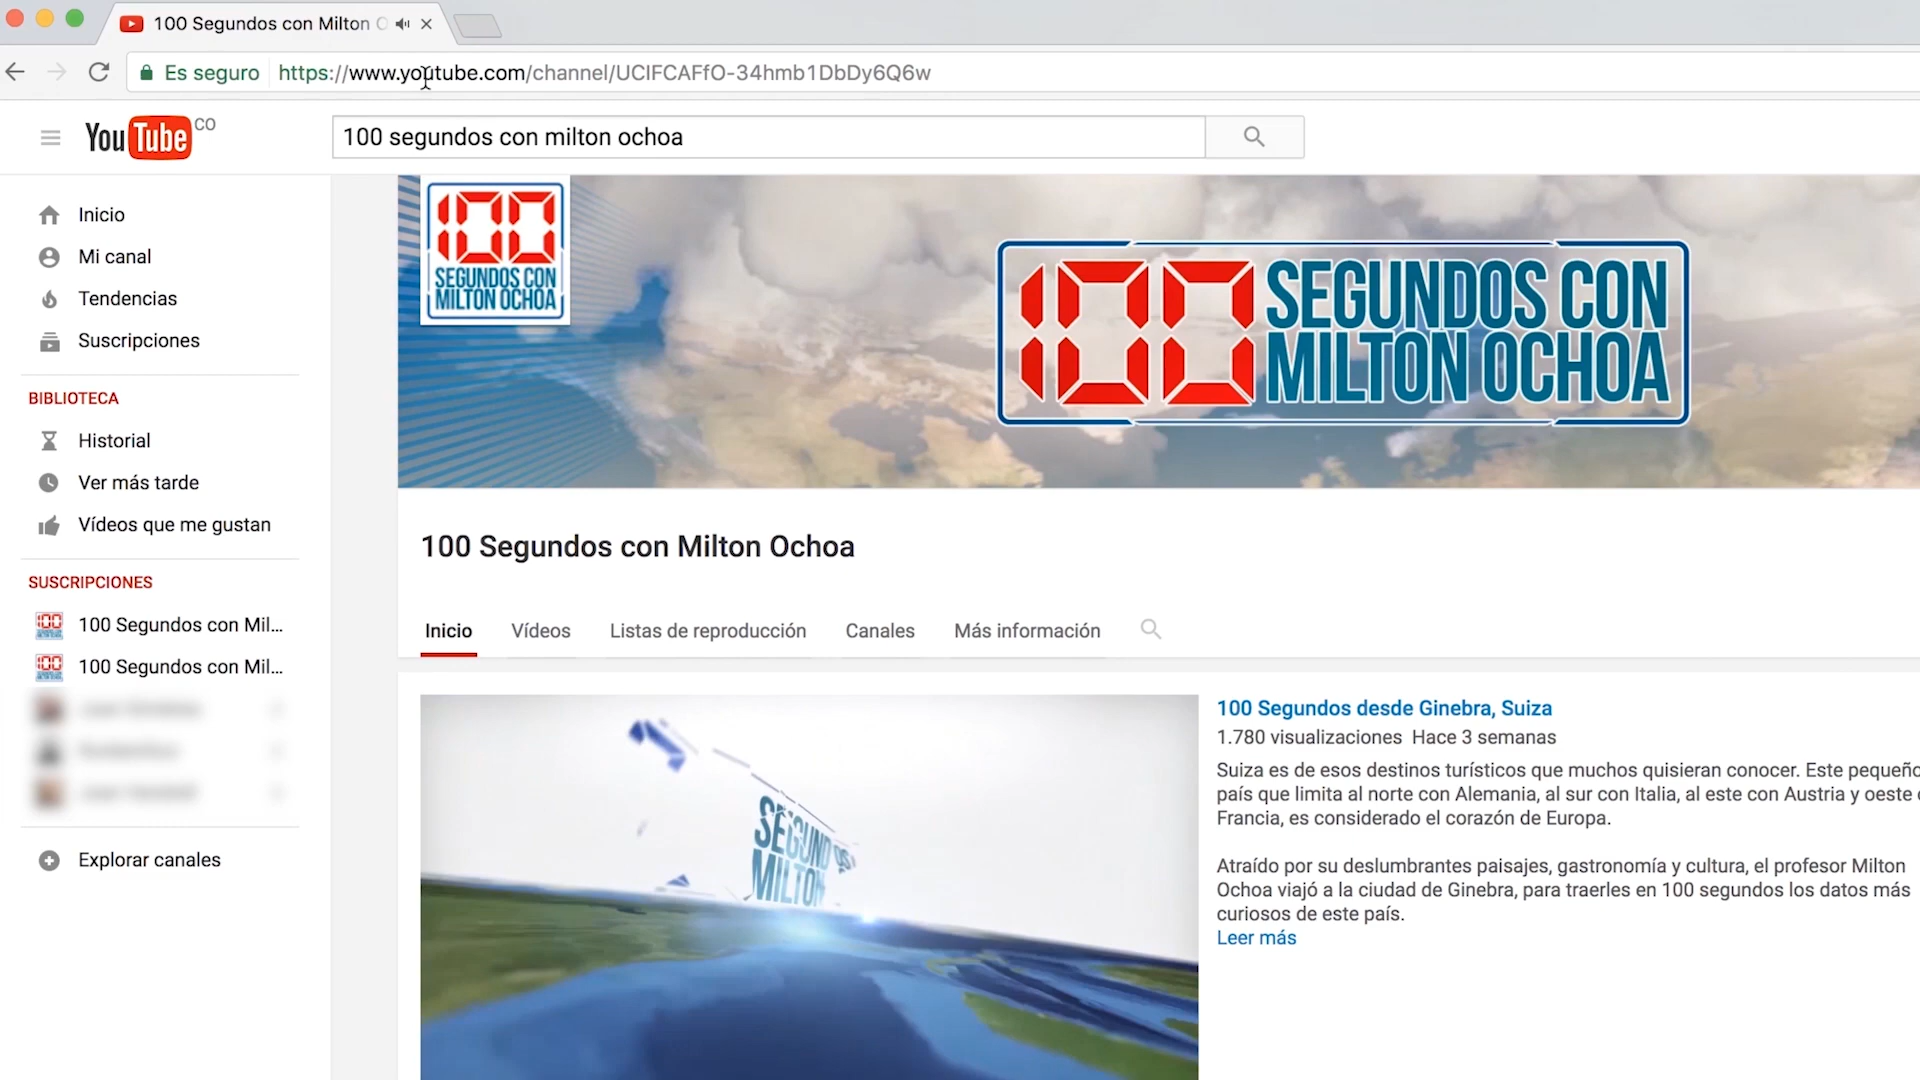 100 Segundos con Milton O
Es seguro
https://www.youtube.com/channel/UCIFCAFfO-34hmb1DbDy6Q6w
YouTube CO
100 segundos con milton ochoa
Inicio
Mi canal
Tendencias
Suscripciones
BIBLIOTECA
Historial
Ver más tarde
Vídeos que me gustan
SUSCRIPCIONES
100 Segundos con Mil...
100 Segundos con Mil...
Explorar canales
100
SEGUNDOS CON
MILTON OCHOA
100 SEGUNDOS CON
MILTON OCHOA
100 Segundos con Milton Ochoa
Inicio
Vídeos
Listas de reproducción
Canales
Más información
SEGUNDOS
MILTON
100 Segundos desde Ginebra, Suiza
1.780 visualizaciones Hace 3 semanas
Suiza es de esos destinos turísticos que muchos quisieran conocer. Este pequeño
país que limita al norte con Alemania, al sur con Italia, al este con Austria y oeste
Francia, es considerado el corazón de Europa.
Atraído por su deslumbrantes paisajes, gastronomía y cultura, el profesor Milton
Ochoa viajó a la ciudad de Ginebra, para traerles en 100 segundos los datos más
curiosos de este país.
Leer más